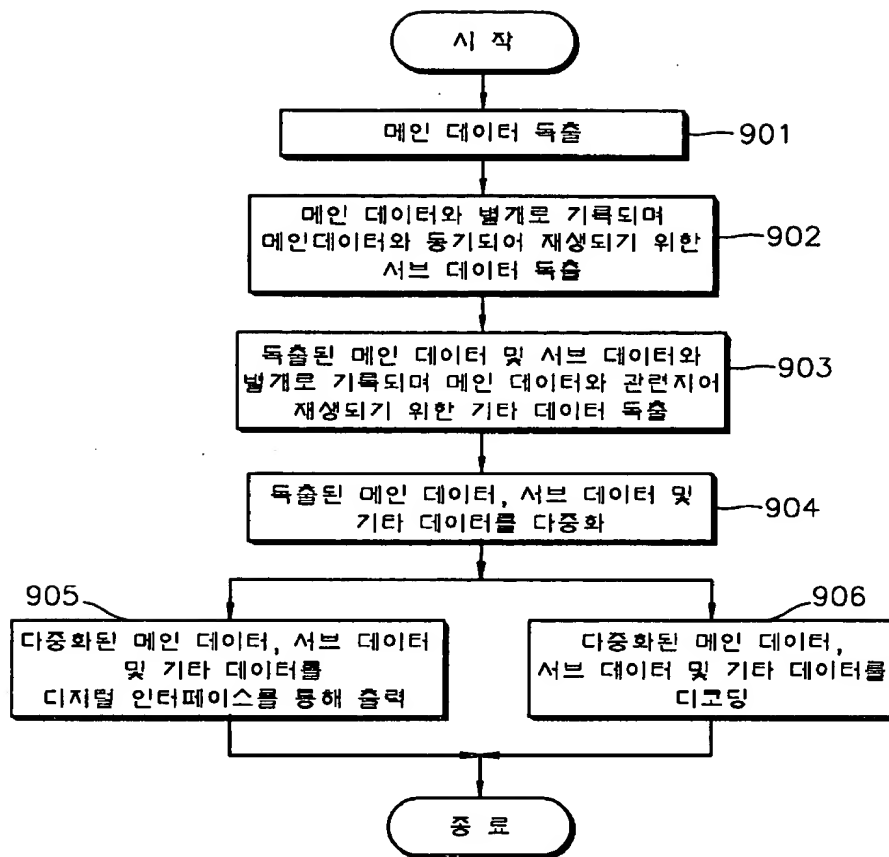 시 작
메인 데이터 독출
901
메인 데이터와 별개로 기록되며
메인데이터와 동기되어 재생되기 위한
서브 데이터 독출
902
독출된 메인 데이터 및 서브 데이터와
별개로 기록되며 메인 데이터와 관련지어
재생되기 위한 기타 데이터 독출
903
독출된 메인 데이터, 서브 데이터 및
기타 데이터를 다중화
904
905
다중화된 메인 데이터, 서브 데이터
및 기타 데이터를
디지털 인터페이스를 통해 출력
906
다중화된 메인 데이터,
서브 데이터 및 기타 데이터를
디코딩
종 료